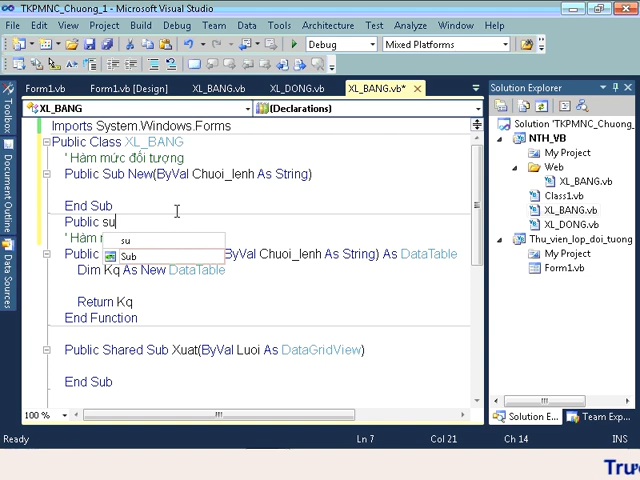 TKPMNC_Chuong_1 - Microsoft Visual Studio
File Edit View Project Build Debug Team Data Tools Architecture Test Analyze Window Help
Debug Mixed Platforms
Form1.vb Form1.vb [Design] XL_BANG.vb XL_DONG.vb XL_BANG.vb*
XL_BANG (Declarations)
Imports System.Windows.Forms
Public Class XL_BANG
' Hàm mức đối tượng
Public Sub New(ByVal Chuoi_lenh As String)
End Sub
Public su
su
Sub
' Hàm
Public ByVal Chuoi_lenh As String) As DataTable
Dim Kq As New DataTable
Return Kq
End Function
Public Shared Sub Xuat(ByVal Luoi As DataGridView)
End Sub
100 %
Toolbox
Document Outline
Data Sources
Solution Explorer
Solution 'TKPMNC_Chuong_
NTH_VB
My Project
Web
XL_BANG.vb
Class1.vb
XL_BANG.vb
XL_DONG.vb
Thu_vien_lop_doi_tuong
My Project
Form1.vb
Solution E... Team Exp...
Ready Ln 7 Col 21 Ch 14 INS